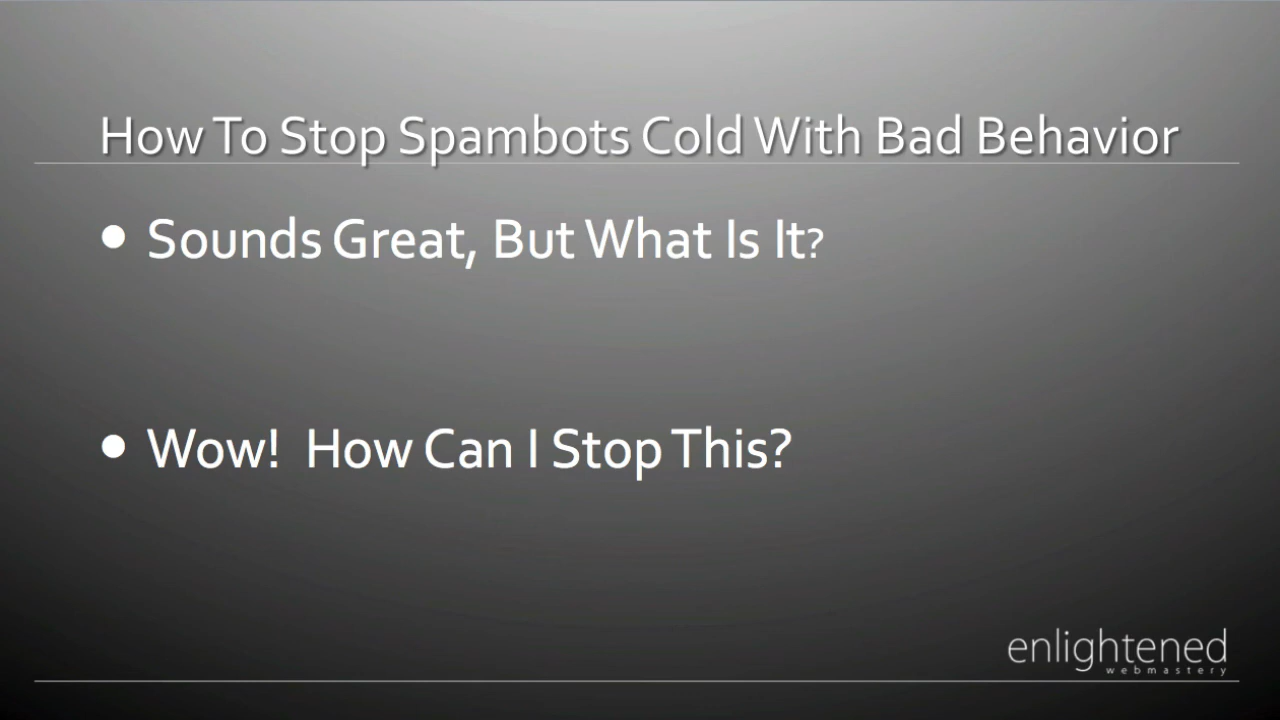 How To Stop Spambots Cold With Bad Behavior
• Sounds Great, But What Is It?
• Wow!  How Can I Stop This?
enlightened
webmastery